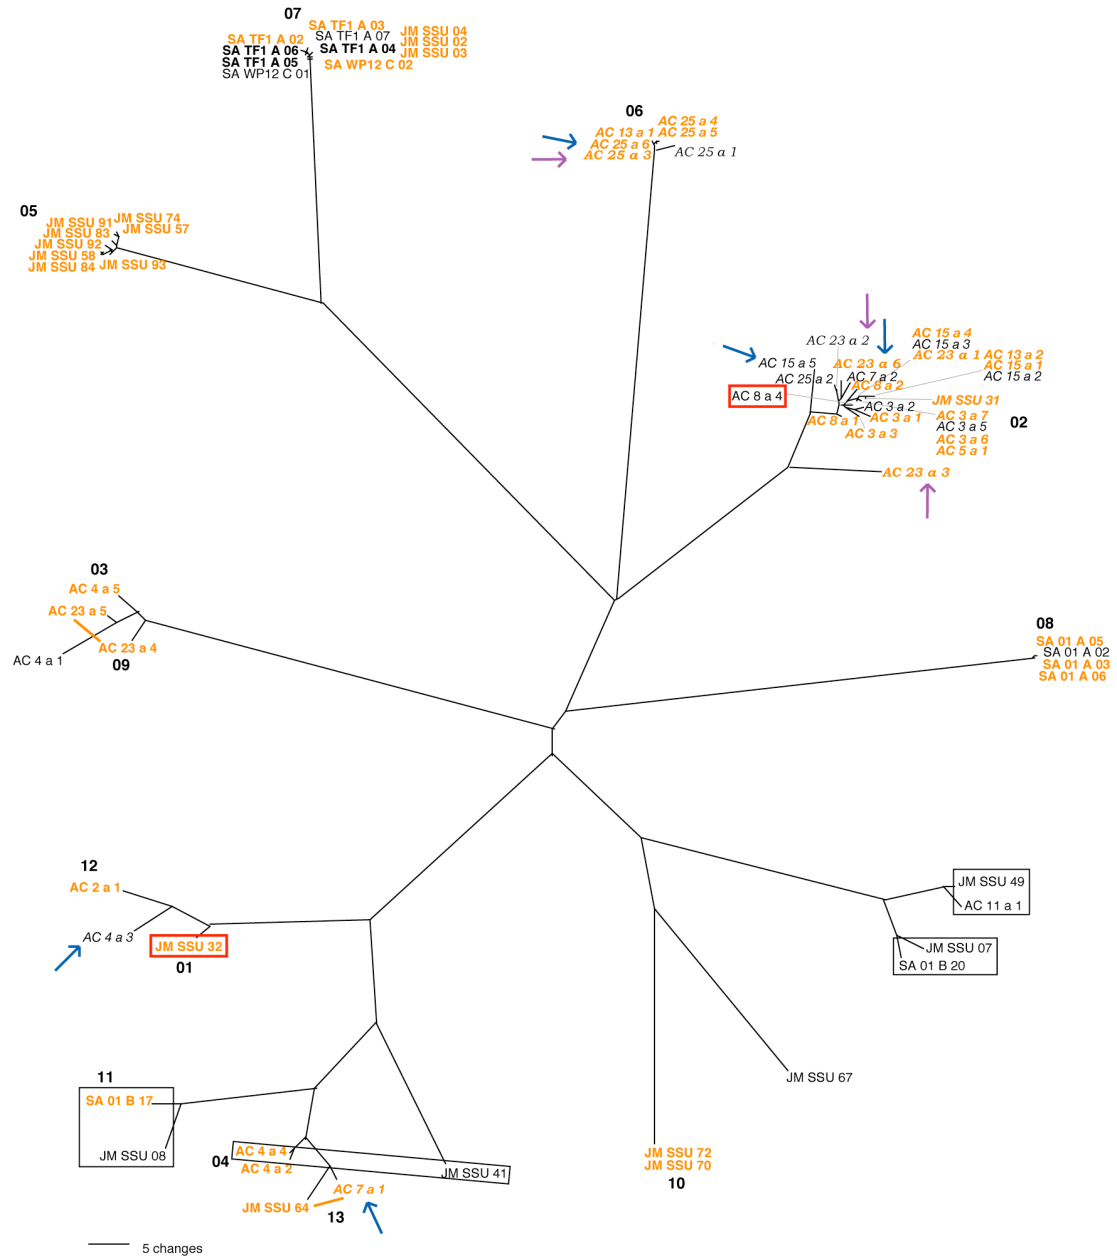 07
SA TF1 A 03
SA TF1 A 02
SA TF1 A 07
JM SSU 04
JM SSU 02
SA TF1 A 06
SA TF1 A 04
JM SSU 03
SA TF1 A 05
SA WP12 C 02
SA WP12 C 01
06
AC 25 a 4
AC 13 a 1
AC 25 a 5
AC 25 a 6
AC 25 α 3
AC 25 α 1
05
JM SSU 91
JM SSU 74
JM SSU 83
JM SSU 57
JM SSU 92
JM SSU 58
JM SSU 84
JM SSU 93
AC 23 α 2
AC 15 a 4
AC 15 a 3
AC 23 α 1
AC 13 a 2
AC 15 a 5
AC 23 α 6
AC 15 a 1
AC 25 a 2
AC 7 a 2
AC 15 a 2
AC 8 a 2
AC 8 a 4
JM SSU 31
AC 3 a 2
AC 8 a 1
AC 3 a 1
AC 3 a 7
02
AC 3 a 5
AC 3 a 3
AC 3 a 6
AC 5 a 1
AC 23 α 3
03
AC 4 a 5
AC 23 a 5
AC 23 a 4
AC 4 a 1
09
08
SA 01 A 05
SA 01 A 02
SA 01 A 03
SA 01 A 06
12
AC 2 a 1
AC 4 a 3
JM SSU 32
01
JM SSU 49
AC 11 a 1
JM SSU 07
SA 01 B 20
JM SSU 67
11
SA 01 B 17
JM SSU 08
AC 4 a 4
04
AC 4 a 2
JM SSU 41
AC 7 a 1
JM SSU 64
13
JM SSU 72
JM SSU 70
10
5 changes